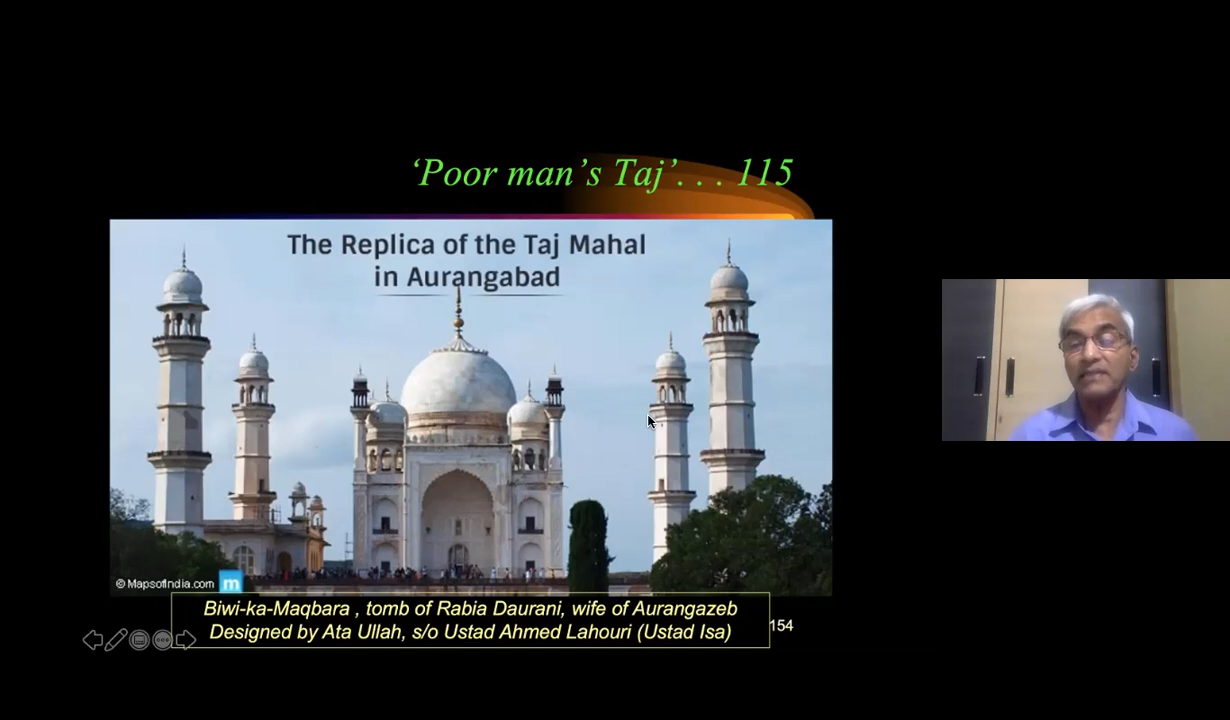 ‘Poor man’s Taj’. . . 115
The Replica of the Taj Mahal
in Aurangabad
© MapsofIndia.com m
Biwi-ka-Maqbara , tomb of Rabia Daurani, wife of Aurangazeb
Designed by Ata Ullah, s/o Ustad Ahmed Lahouri (Ustad Isa)
154